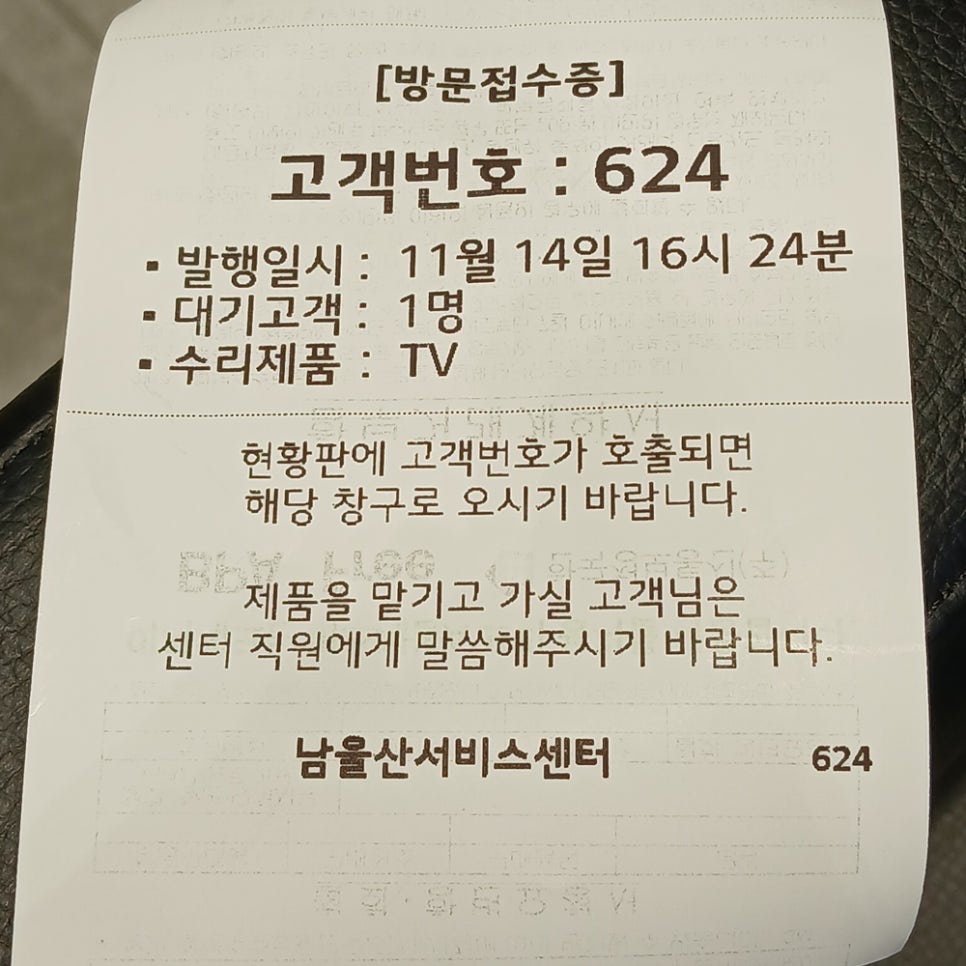 [방문접수증]
고객번호 : 624
▪ 발행일시 : 11월 14일 16시 24분
▪ 대기고객 : 1명
▪ 수리제품 : TV
현황판에 고객번호가 호출되면
해당 창구로 오시기 바랍니다.
제품을 맡기고 가실 고객님은
센터 직원에게 말씀해주시기 바랍니다.
남울산서비스센터 624